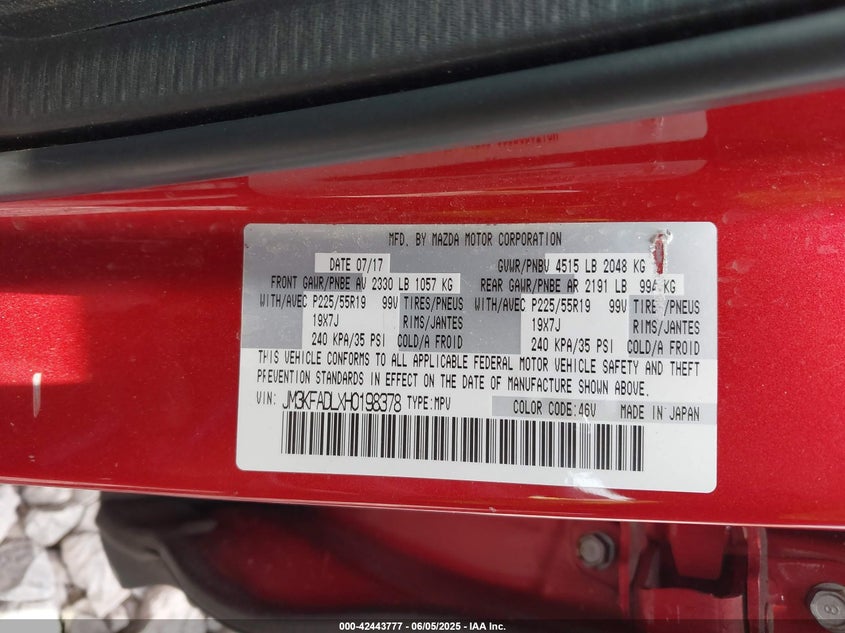 MFD. BY MAZDA MOTOR CORPORATION
DATE 07/17 GVWR/PNBV 4515 LB 2048 KG
FRONT GAWR/PNBE AV 2330 LB 1057 KG REAR GAWR/PNBE AR 2191 LB 994 KG
WITH/AVEC P225/55R19 99V TIRES/PNEUS WITH/AVEC P225/55R19 99V TIRES/PNEUS
19X7J RIMS/JANTES 19X7J RIMS/JANTES
240 KPA/35 PSI COLD/A FROID 240 KPA/35 PSI COLD/A FROID
THIS VEHICLE CONFORMS TO ALL APPLICABLE FEDERAL MOTOR VEHICLE SAFETY AND THEFT
PREVENTION STANDARDS IN EFFECT ON THE DATE OF MANUFACTURE SHOWN ABOVE.
VIN: JM3KFADLXH0198378 TYPE:MPV COLOR CODE:46V MADE IN JAPAN
000-42443777 - 06/05/2025 - IAA Inc.